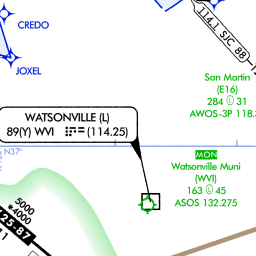 CREDO
114.1 SJC 88
JOXEL
San Martin
(E16)
284 31
AWOS-3P 118.3
WATSONVILLE (L)
89(Y) WVI (114.25)
N37°
MON
Watsonville Muni
(WVI)
163 45
ASOS 132.275
5000
*4000
25-87